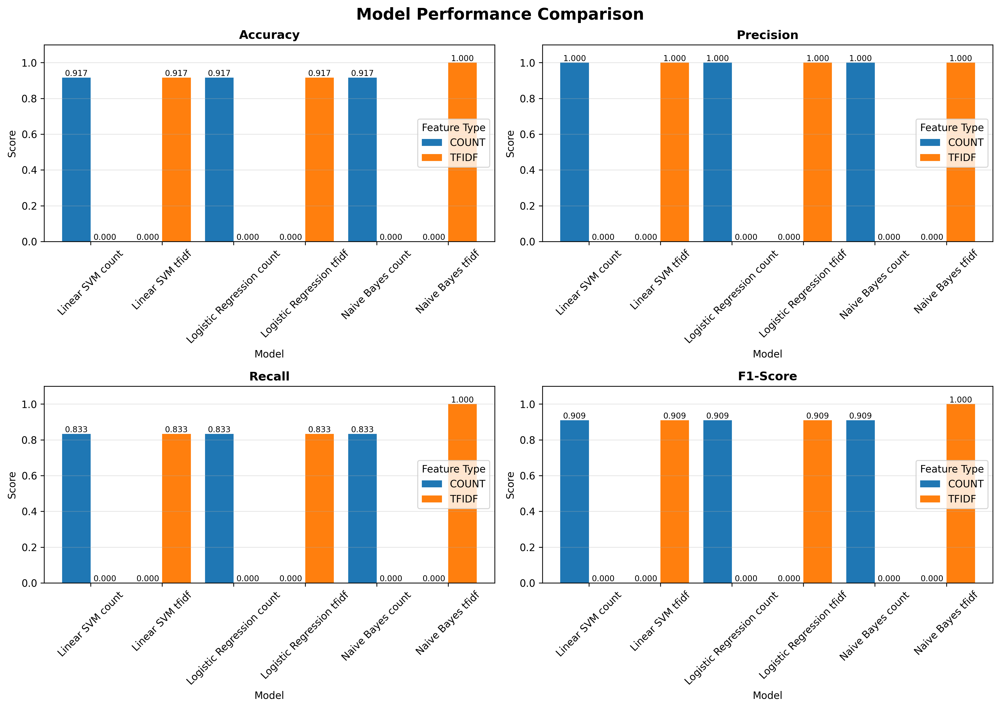 Model Performance Comparison
Accuracy
1.000
0.917 0.917 0.917 0.917 0.917
1.0
0.8
0.6
0.4
0.2
0.0
Score
Feature Type
COUNT
TFIDF
0.000 0.000 0.000 0.000 0.000 0.000
Linear SVM count
Linear SVM tfidf
Logistic Regression count
Logistic Regression tfidf
Naive Bayes count
Naive Bayes tfidf
Model
Precision
1.000 1.000 1.000 1.000 1.000 1.000
1.0
0.8
0.6
0.4
0.2
0.0
Score
Feature Type
COUNT
TFIDF
0.000 0.000 0.000 0.000 0.000 0.000
Linear SVM count
Linear SVM tfidf
Logistic Regression count
Logistic Regression tfidf
Naive Bayes count
Naive Bayes tfidf
Model
Recall
1.000
0.833 0.833 0.833 0.833 0.833
1.0
0.8
0.6
0.4
0.2
0.0
Score
Feature Type
COUNT
TFIDF
0.000 0.000 0.000 0.000 0.000 0.000
Linear SVM count
Linear SVM tfidf
Logistic Regression count
Logistic Regression tfidf
Naive Bayes count
Naive Bayes tfidf
Model
F1-Score
1.000
0.909 0.909 0.909 0.909 0.909
1.0
0.8
0.6
0.4
0.2
0.0
Score
Feature Type
COUNT
TFIDF
0.000 0.000 0.000 0.000 0.000 0.000
Linear SVM count
Linear SVM tfidf
Logistic Regression count
Logistic Regression tfidf
Naive Bayes count
Naive Bayes tfidf
Model